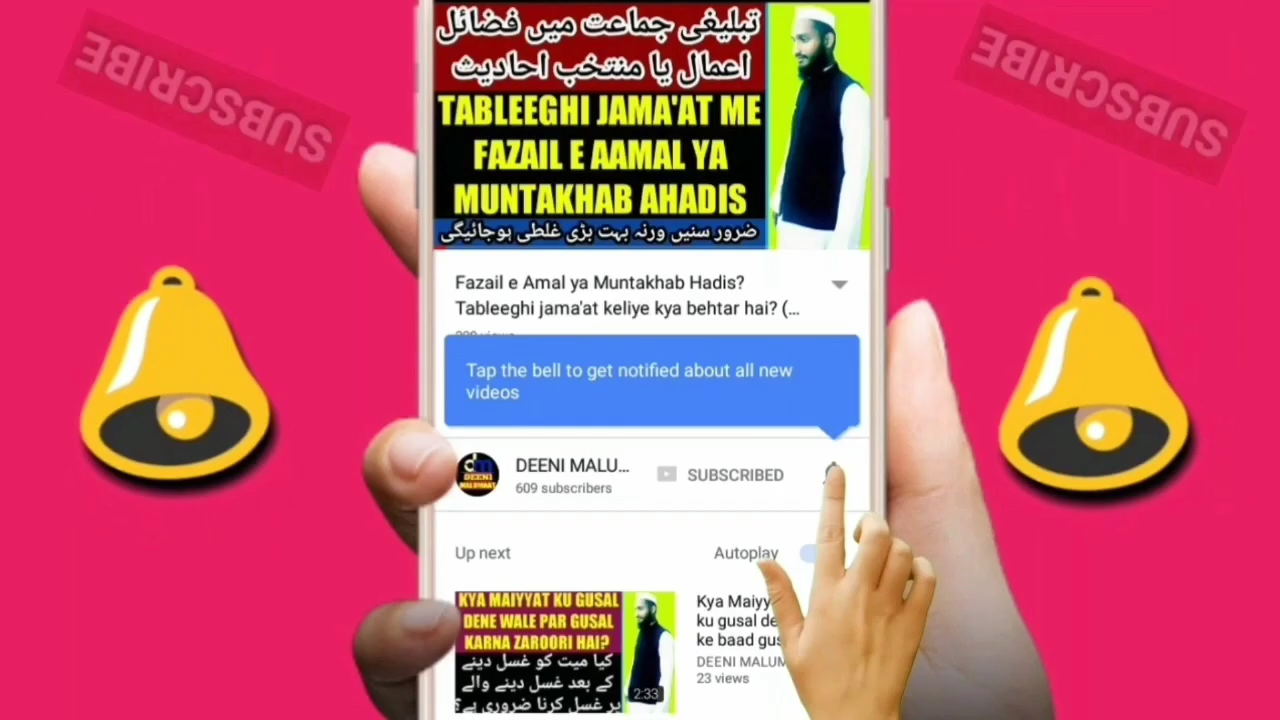 SUBSCRIBE
SUBSCRIBE
تبلیغی جماعت میں فضائل
اعمال یا منتخب احادیث
TABLEEGHI JAMA'AT ME
FAZAIL E AAMAL YA
MUNTAKHAB AHADIS
ضرور سنیں ورنہ بہت بڑی غلطی ہوجائیگی
Fazail e Amal ya Muntakhab Hadis?
Tableeghi jama'at keliye kya behtar hai? (...
Tap the bell to get notified about all new
videos
dm
DEENI
DEENI MALU...
609 subscribers
SUBSCRIBED
Up next
Autoplay
KYA MAIYYAT KU GUSAL
DENE WALE PAR GUSAL
KARNA ZAROORI HAI?
کیا میت کو غسل دینے
کے بعد غسل دینے والے
پر غسل کرنا ضروری ہے؟
2:33
Kya Maiyy
ku gusal de
ke baad gus
DEENI MALUM
23 views